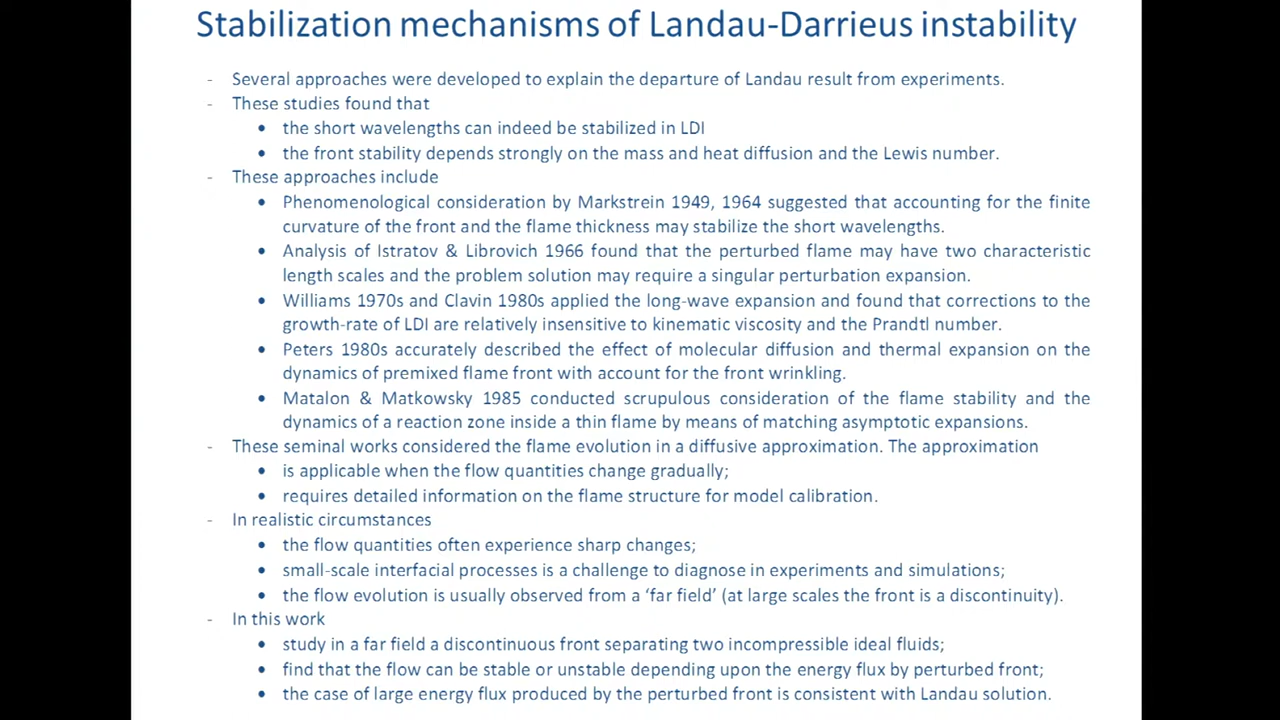 Stabilization mechanisms of Landau-Darrieus instability
- Several approaches were developed to explain the departure of Landau result from experiments.
- These studies found that
• the short wavelengths can indeed be stabilized in LDI
• the front stability depends strongly on the mass and heat diffusion and the Lewis number.
- These approaches include
• Phenomenological consideration by Markstrein 1949, 1964 suggested that accounting for the finite
curvature of the front and the flame thickness may stabilize the short wavelengths.
• Analysis of Istratov & Librovich 1966 found that the perturbed flame may have two characteristic
length scales and the problem solution may require a singular perturbation expansion.
• Williams 1970s and Clavin 1980s applied the long-wave expansion and found that corrections to the
growth-rate of LDI are relatively insensitive to kinematic viscosity and the Prandtl number.
• Peters 1980s accurately described the effect of molecular diffusion and thermal expansion on the
dynamics of premixed flame front with account for the front wrinkling.
• Matalon & Matkowsky 1985 conducted scrupulous consideration of the flame stability and the
dynamics of a reaction zone inside a thin flame by means of matching asymptotic expansions.
- These seminal works considered the flame evolution in a diffusive approximation. The approximation
• is applicable when the flow quantities change gradually;
• requires detailed information on the flame structure for model calibration.
- In realistic circumstances
• the flow quantities often experience sharp changes;
• small-scale interfacial processes is a challenge to diagnose in experiments and simulations;
• the flow evolution is usually observed from a ‘far field’ (at large scales the front is a discontinuity).
- In this work
• study in a far field a discontinuous front separating two incompressible ideal fluids;
• find that the flow can be stable or unstable depending upon the energy flux by perturbed front;
• the case of large energy flux produced by the perturbed front is consistent with Landau solution.